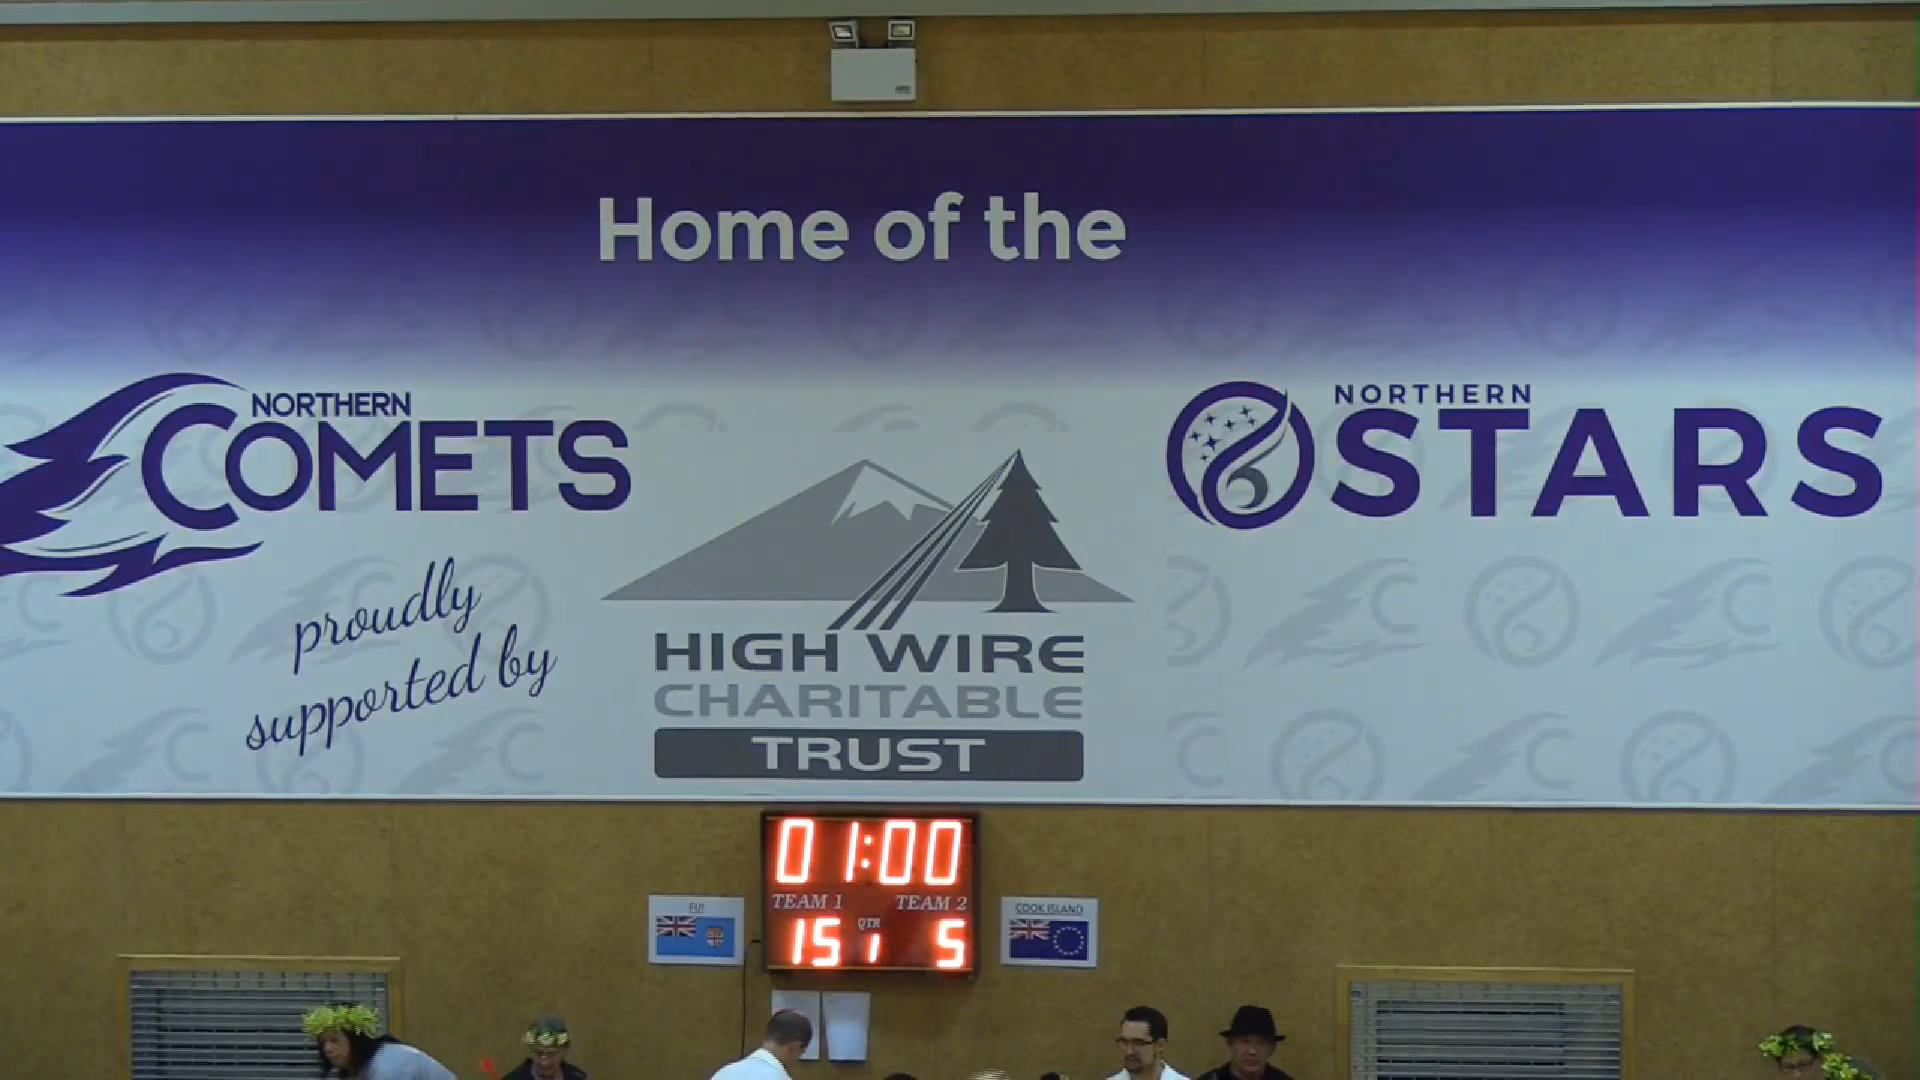 Home of the
NORTHERN
COMETS
NORTHERN
STARS
proudly
supported by
HIGH WIRE
CHARITABLE
TRUST
01:00
TEAM 1
TEAM 2
FIJI
COOK ISLAND
15
QTR
1
5